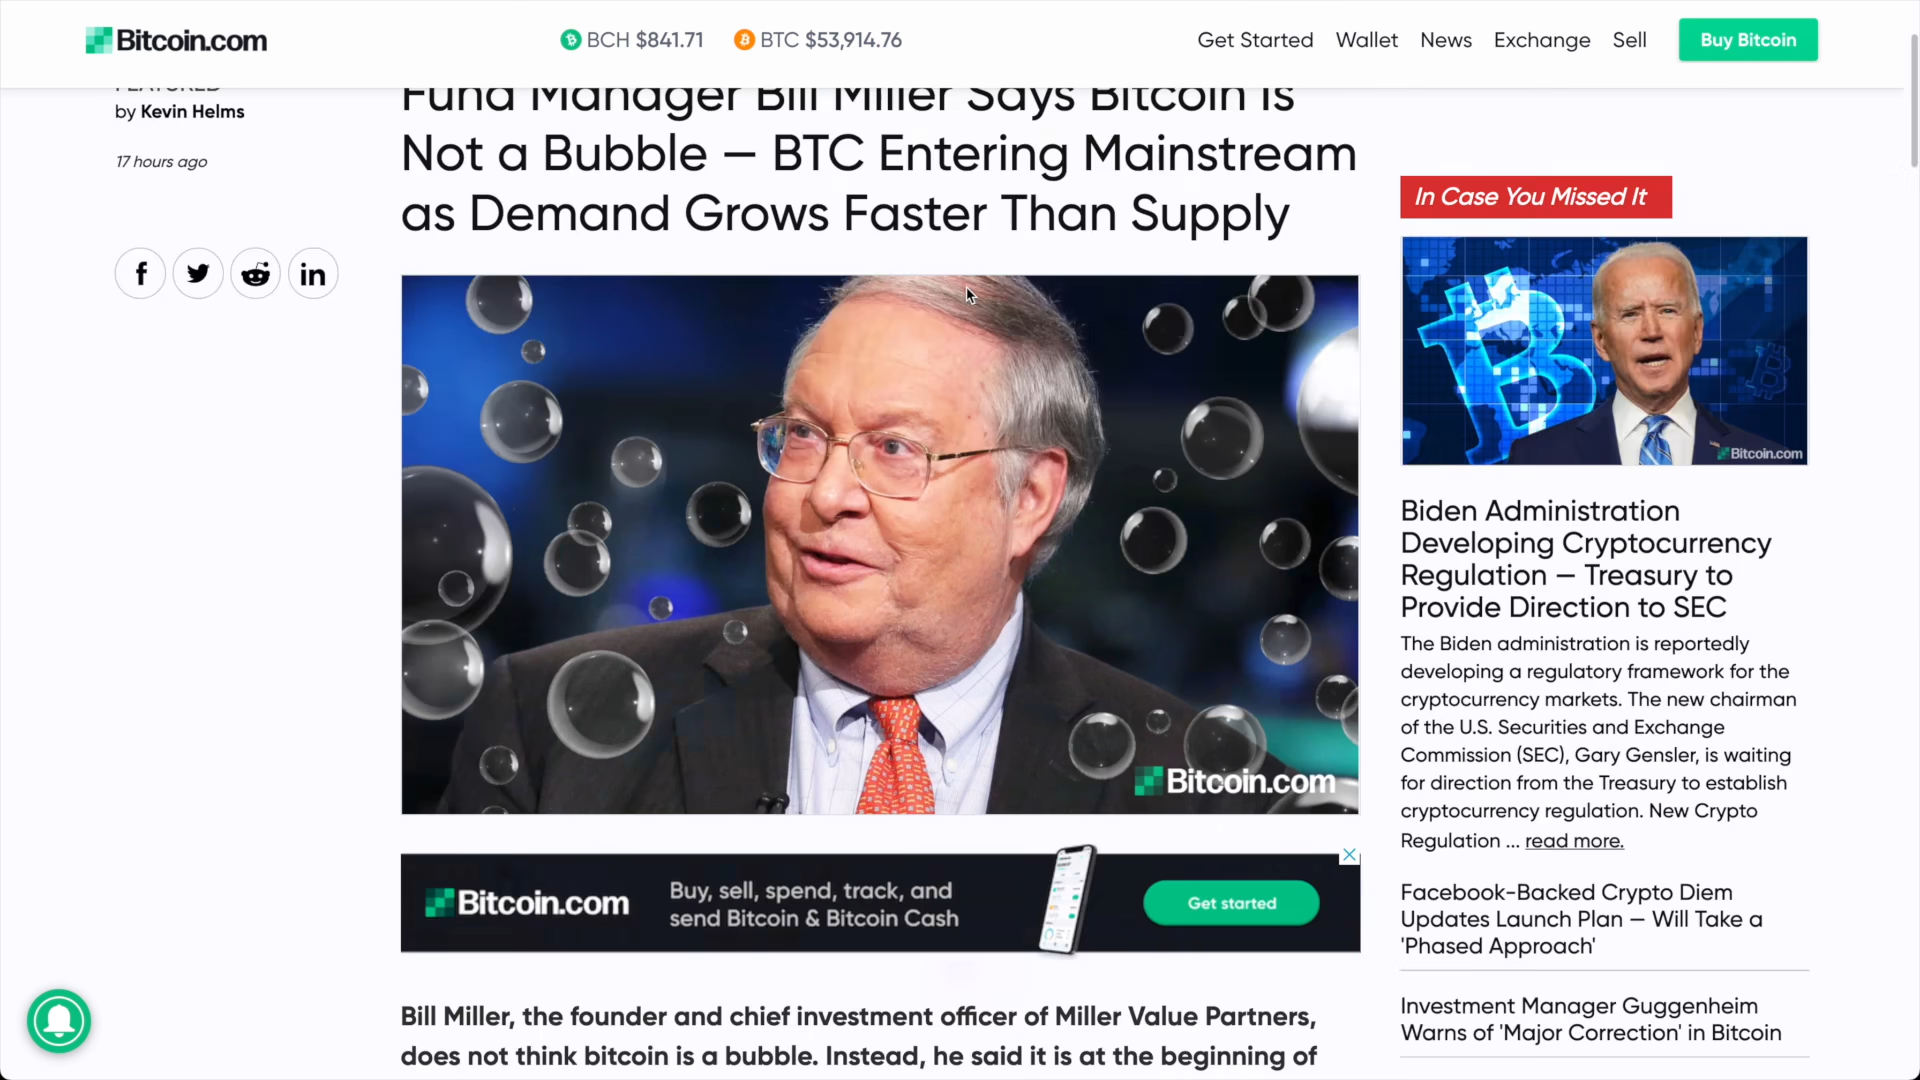 Bitcoin.com
BCH $841.71
BTC $53,914.76
Get Started
Wallet
News
Exchange
Sell
Buy Bitcoin
FEATURED
by Kevin Helms
17 hours ago
Fund Manager Bill Miller Says Bitcoin Is
Not a Bubble — BTC Entering Mainstream
as Demand Grows Faster Than Supply
Bitcoin.com
Bitcoin.com
Buy, sell, spend, track, and
send Bitcoin & Bitcoin Cash
Get started
Bill Miller, the founder and chief investment officer of Miller Value Partners,
does not think bitcoin is a bubble. Instead, he said it is at the beginning of
In Case You Missed It
Bitcoin.com
Biden Administration
Developing Cryptocurrency
Regulation — Treasury to
Provide Direction to SEC
The Biden administration is reportedly
developing a regulatory framework for the
cryptocurrency markets. The new chairman
of the U.S. Securities and Exchange
Commission (SEC), Gary Gensler, is waiting
for direction from the Treasury to establish
cryptocurrency regulation. New Crypto
Regulation ... read more.
Facebook-Backed Crypto Diem
Updates Launch Plan — Will Take a
'Phased Approach'
Investment Manager Guggenheim
Warns of 'Major Correction' in Bitcoin